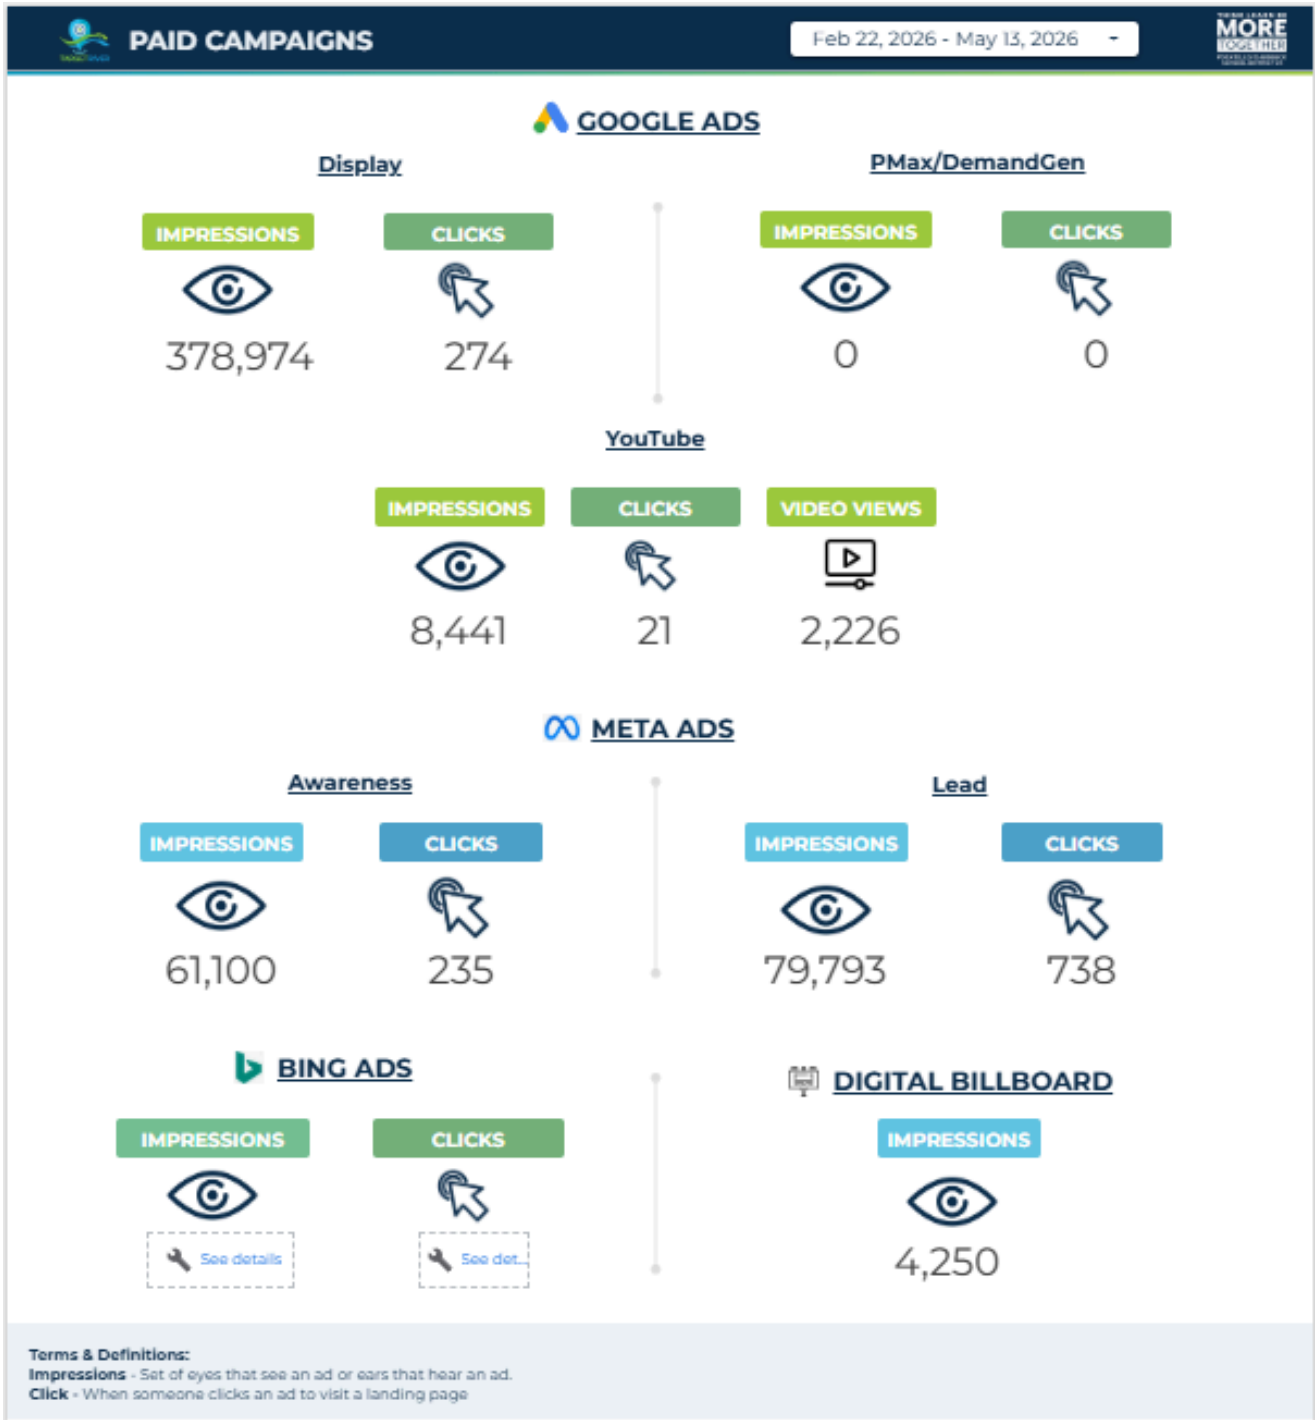 PAID CAMPAIGNS
Feb 22, 2026 - May 13, 2026
THINK LEARN BE
MORE
TOGETHER
GOOGLE ADS
Display
PMax/DemandGen
IMPRESSIONS
CLICKS
IMPRESSIONS
CLICKS
378,974
274
0
0
YouTube
IMPRESSIONS
CLICKS
VIDEO VIEWS
8,441
21
2,226
META ADS
Awareness
Lead
IMPRESSIONS
CLICKS
IMPRESSIONS
CLICKS
61,100
235
79,793
738
BING ADS
DIGITAL BILLBOARD
IMPRESSIONS
CLICKS
IMPRESSIONS
See details
See det...
4,250
Terms & Definitions:
Impressions - Set of eyes that see an ad or ears that hear an ad.
Click - When someone clicks an ad to visit a landing page